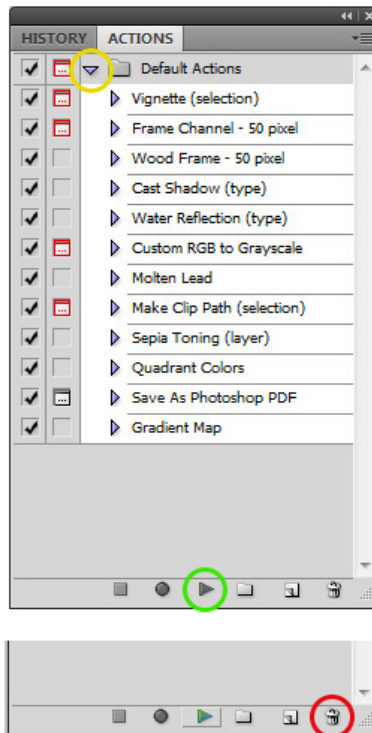 HISTORY ACTIONS
Default Actions
Vignette (selection)
Frame Channel - 50 pixel
Wood Frame - 50 pixel
Cast Shadow (type)
Water Reflection (type)
Custom RGB to Grayscale
Molten Lead
Make Clip Path (selection)
Sepia Toning (layer)
Quadrant Colors
Save As Photoshop PDF
Gradient Map